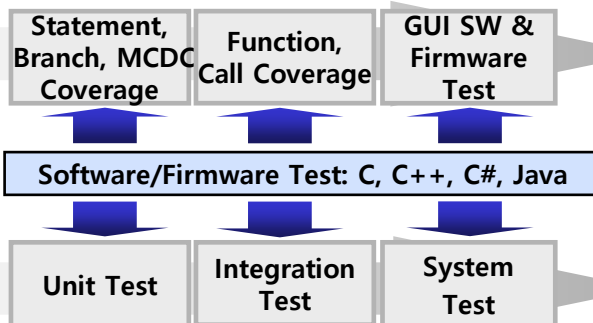 Statement,
Branch, MCDC
Coverage
Function,
Call Coverage
GUI SW &
Firmware
Test
Software/Firmware Test: C, C++, C#, Java
Unit Test
Integration
Test
System
Test